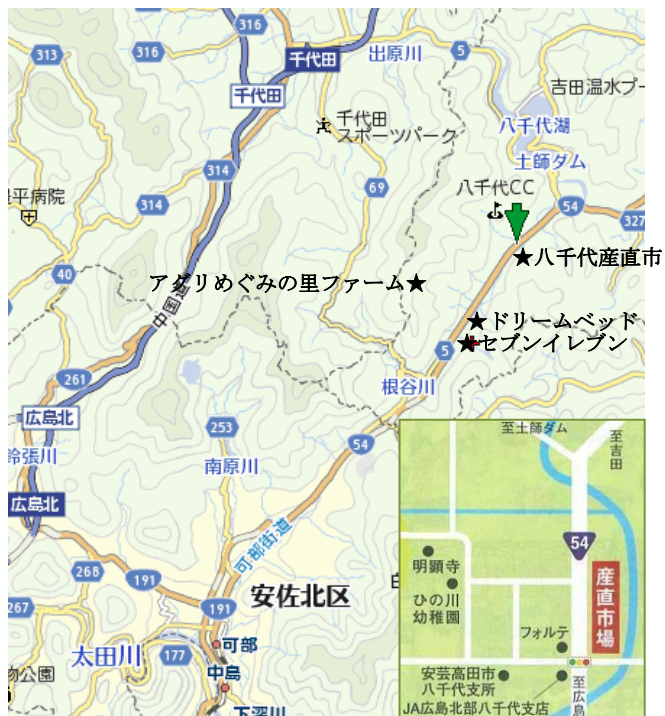 316
316
313
千代田
出原川
5
千代田
吉田温水プー
千代田
スポーツパーク
八千代湖
土師ダム
314
314
69
八千代CC
54
327
平病院
★八千代産直市
40
アグリめぐみの里ファーム★
中国道
★ドリームベッド
★セブンイレブン
5
261
根谷川
広島北
253
54
鈴張川
南原川
広島北
可部街道
268
191
191
安佐北区
267
太田川
177
可部
物公園
中島
下深川
至土師ダム
至吉田
54
明顕寺
ひの川
幼稚園
産直市場
フォルテ
安芸高田市
八千代支所
JA広島北部八千代支店
至広島